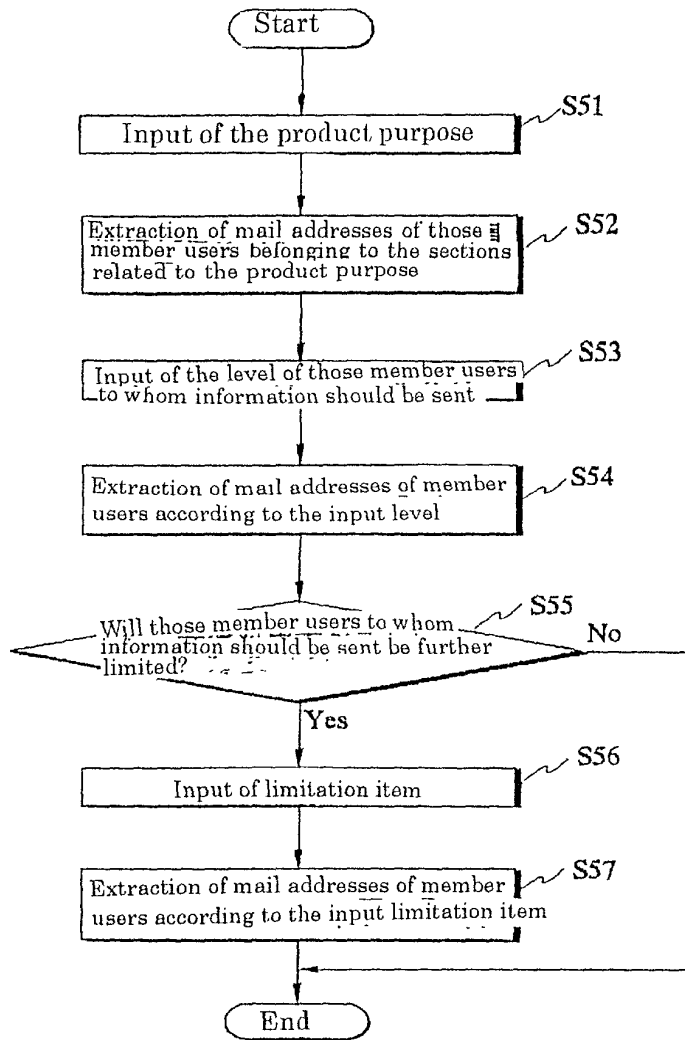 Start
S51
Input of the product purpose
S52
Extraction of mail addresses of those
member users belonging to the sections
related to the product purpose
S53
Input of the level of those member users
to whom information should be sent
S54
Extraction of mail addresses of member
users according to the input level
S55
Will those member users to whom
information should be sent be further
limited?
No
Yes
S56
Input of limitation item
S57
Extraction of mail addresses of member
users according to the input limitation item
End